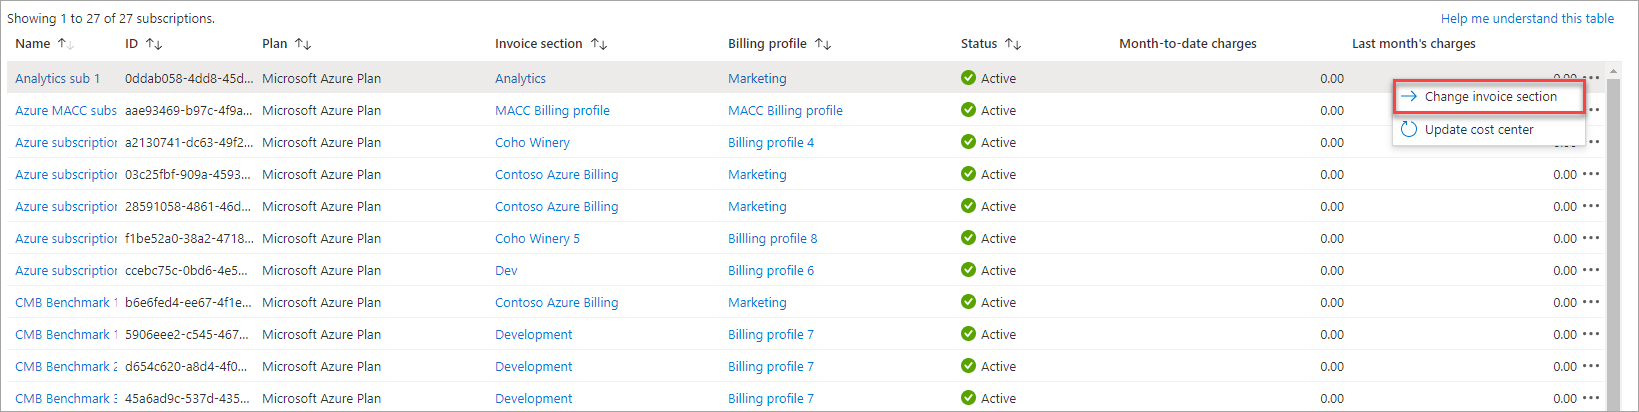 Showing 1 to 27 of 27 subscriptions.
Help me understand this table
Name ID Plan Invoice section Billing profile Status Month-to-date charges Last month's charges
Analytics sub 1 0ddab058-4dd8-45d... Microsoft Azure Plan Analytics Marketing Active 0.00 0.00 ...
Change invoice section
Azure MACC subs aae93469-b97c-4f9a... Microsoft Azure Plan MACC Billing profile MACC Billing profile Active 0.00
Update cost center
Azure subscription a2130741-dc63-49f2... Microsoft Azure Plan Coho Winery Billing profile 4 Active 0.00 0.00 ...
Azure subscription 03c25fbf-909a-4593... Microsoft Azure Plan Contoso Azure Billing Marketing Active 0.00 0.00 ...
Azure subscription 28591058-4861-46d... Microsoft Azure Plan Contoso Azure Billing Marketing Active 0.00 0.00 ...
Azure subscription f1be52a0-38a2-4718... Microsoft Azure Plan Coho Winery 5 Billling profile 8 Active 0.00 0.00 ...
Azure subscription ccebc75c-0bd6-4e5... Microsoft Azure Plan Dev Billing profile 6 Active 0.00 0.00 ...
CMB Benchmark 1 b6e6fed4-ee67-4f1e... Microsoft Azure Plan Contoso Azure Billing Marketing Active 0.00 0.00 ...
CMB Benchmark 1 5906eee2-c545-467... Microsoft Azure Plan Development Billing profile 7 Active 0.00 0.00 ...
CMB Benchmark 2 d654c620-a8d4-4f0... Microsoft Azure Plan Development Billing profile 7 Active 0.00 0.00 ...
CMB Benchmark 3 45a6ad9c-537d-435... Microsoft Azure Plan Development Billing profile 7 Active 0.00 0.00 ...